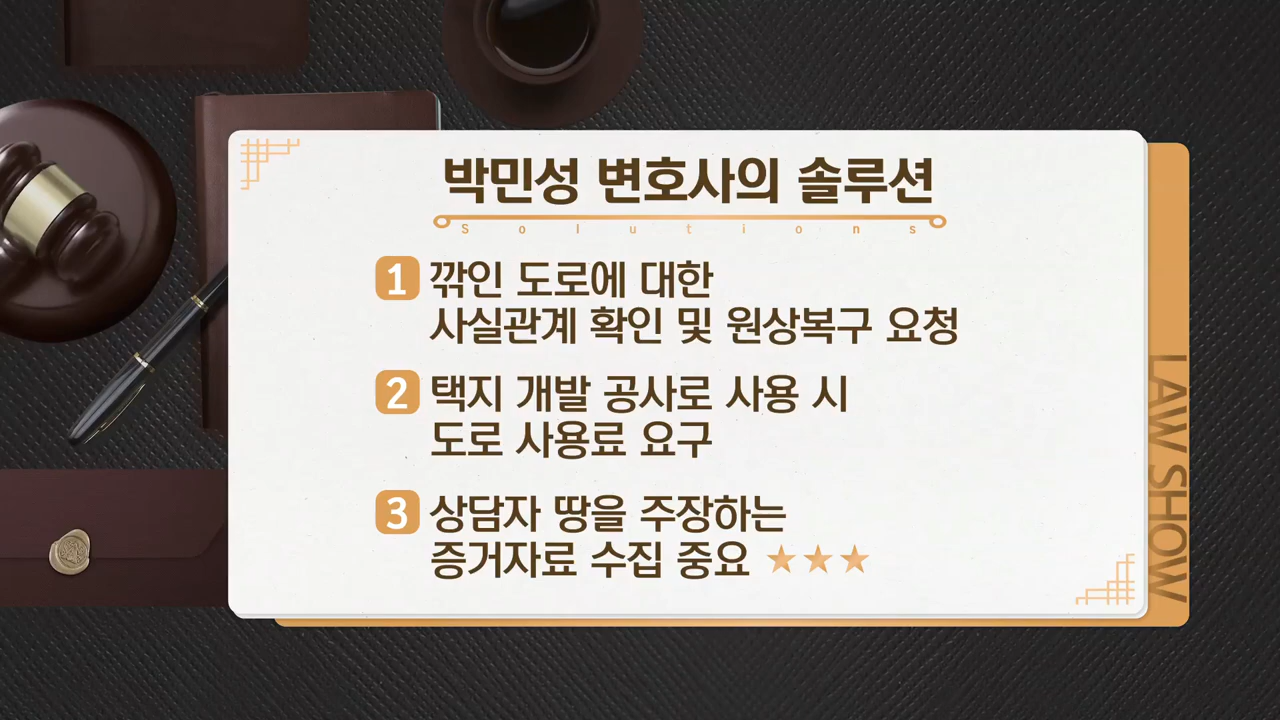 박민성 변호사의 솔루션
Solutions
1 깎인 도로에 대한
사실관계 확인 및 원상복구 요청
2 택지 개발 공사로 사용 시
도로 사용료 요구
3 상담자 땅을 주장하는
증거자료 수집 중요 ★★★
LAW SHOW